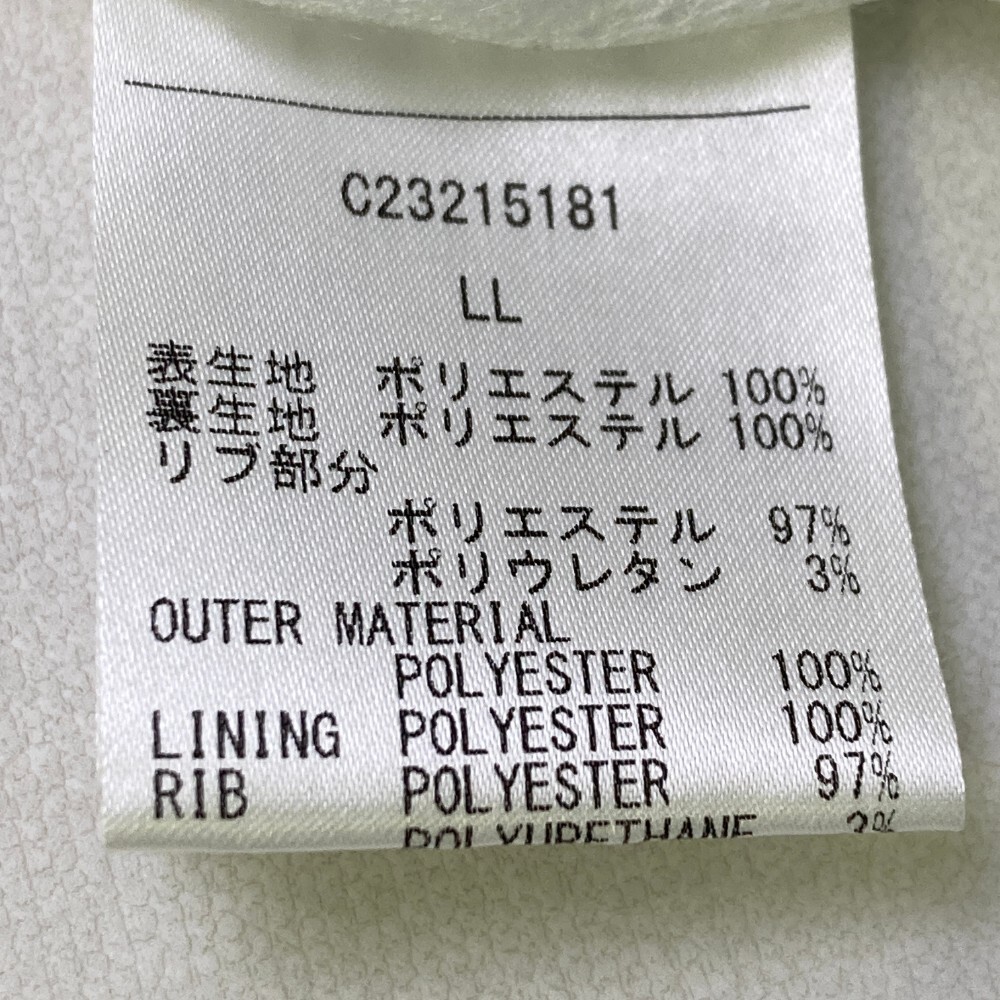 C23215181
LL
表生地 ポリエステル 100%
裏生地 ポリエステル 100%
リブ部分
ポリエステル 97%
ポリウレタン 3%
OUTER MATERIAL
POLYESTER 100%
LINING POLYESTER 100%
RIB POLYESTER 97%
POLYURETHANE 3%